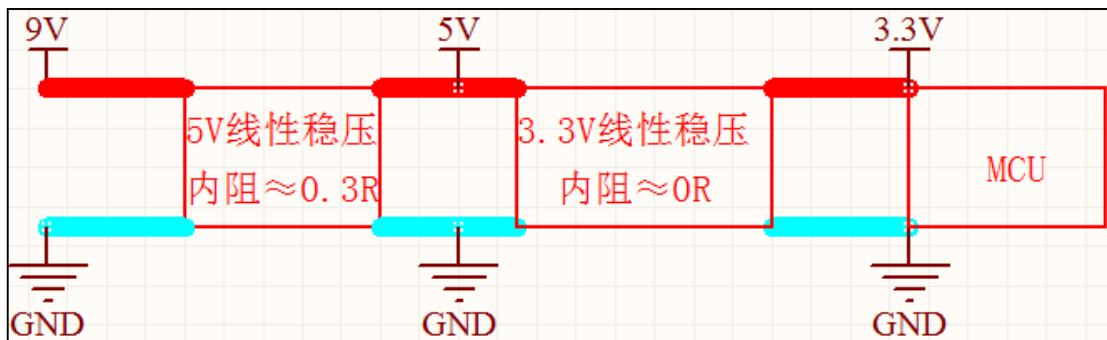 9V 5V 3.3V
5V线性稳压 3.3V线性稳压
内阻≈0.3R 内阻≈0R
MCU
GND GND GND